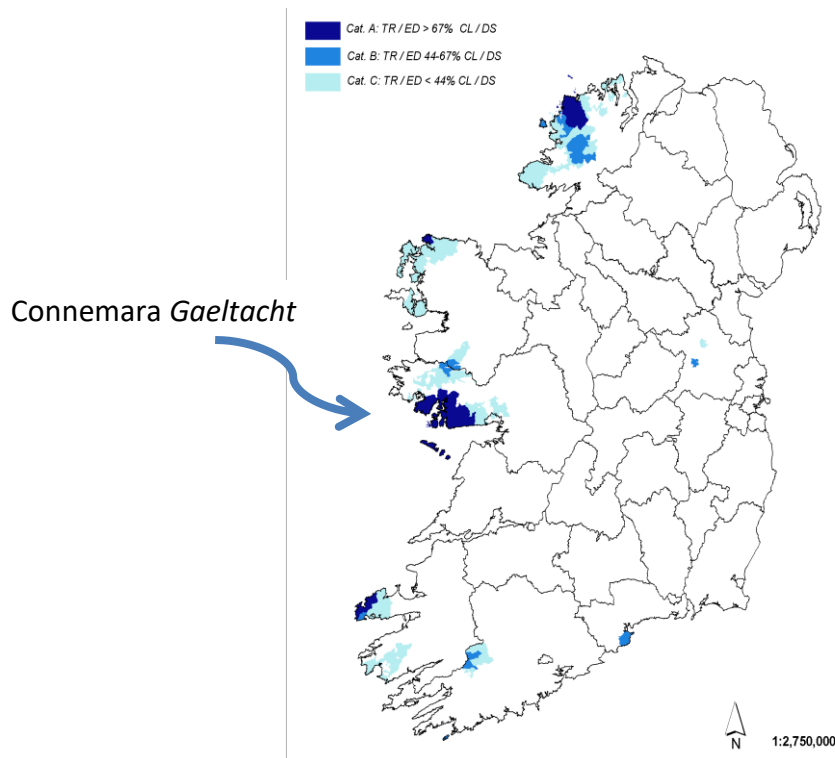 Cat. A: TR / ED > 67% CL / DS
Cat. B: TR / ED 44-67% CL / DS
Cat. C: TR / ED < 44% CL / DS
Connemara Gaeltacht
N
1:2,750,000